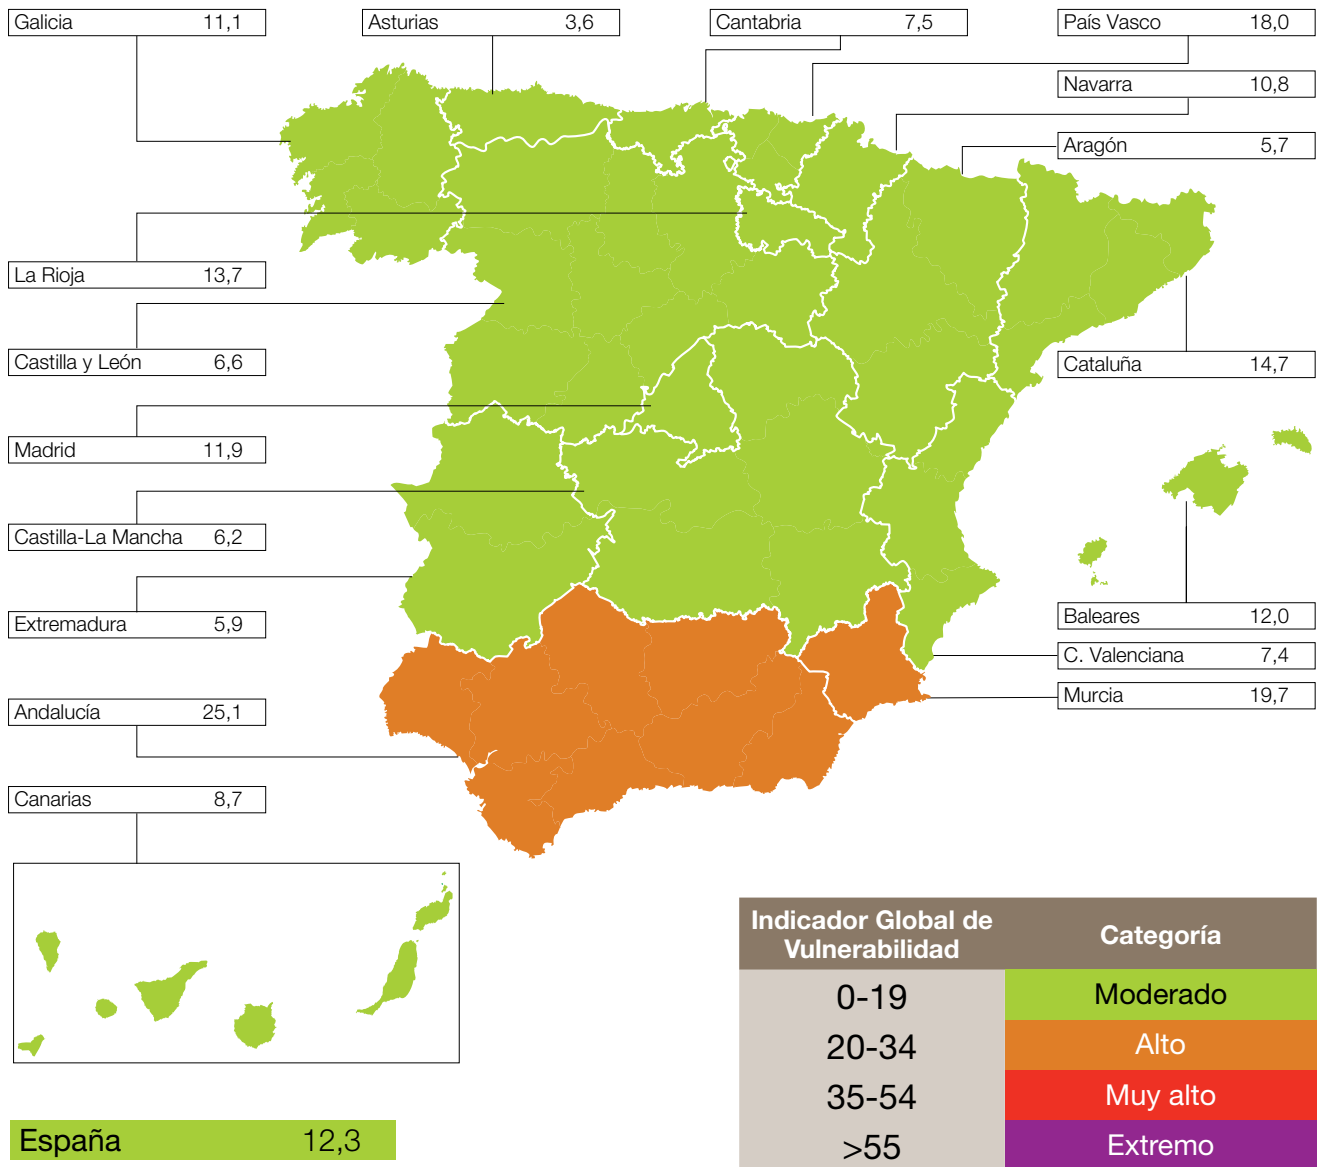 Galicia 11,1
Asturias 3,6
Cantabria 7,5
País Vasco 18,0
Navarra 10,8
Aragón 5,7
La Rioja 13,7
Castilla y León 6,6
Cataluña 14,7
Madrid 11,9
Castilla-La Mancha 6,2
Extremadura 5,9
Baleares 12,0
C. Valenciana 7,4
Murcia 19,7
Andalucía 25,1
Canarias 8,7
Indicador Global de
Vulnerabilidad
Categoría
0-19 Moderado
20-34 Alto
35-54 Muy alto
>55 Extremo
España 12,3